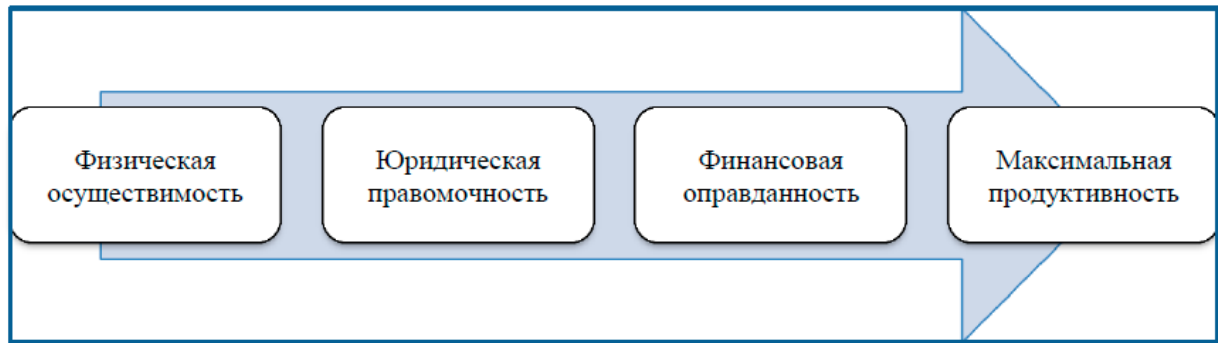 Физическая
осуществимость
Юридическая
правомочность
Финансовая
оправданность
Максимальная
продуктивность